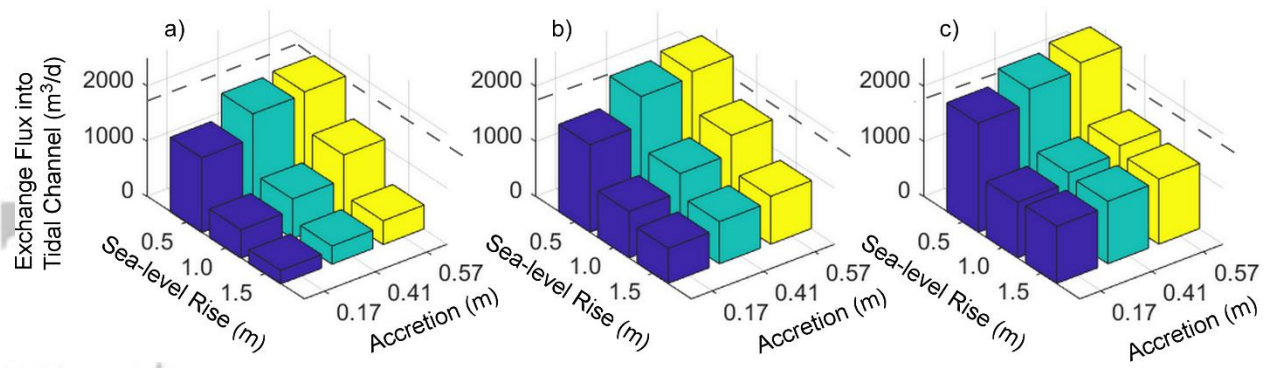 a)
b)
c)
Exchange Flux into
Tidal Channel (m³/d)
2000
1000
0
0.5
1.0
1.5
Sea-level Rise (m)
0.17
0.41
0.57
Accretion (m)
2000
1000
0
0.5
1.0
1.5
Sea-level Rise (m)
0.17
0.41
0.57
Accretion (m)
2000
1000
0
0.5
1.0
1.5
Sea-level Rise (m)
0.17
0.41
0.57
Accretion (m)